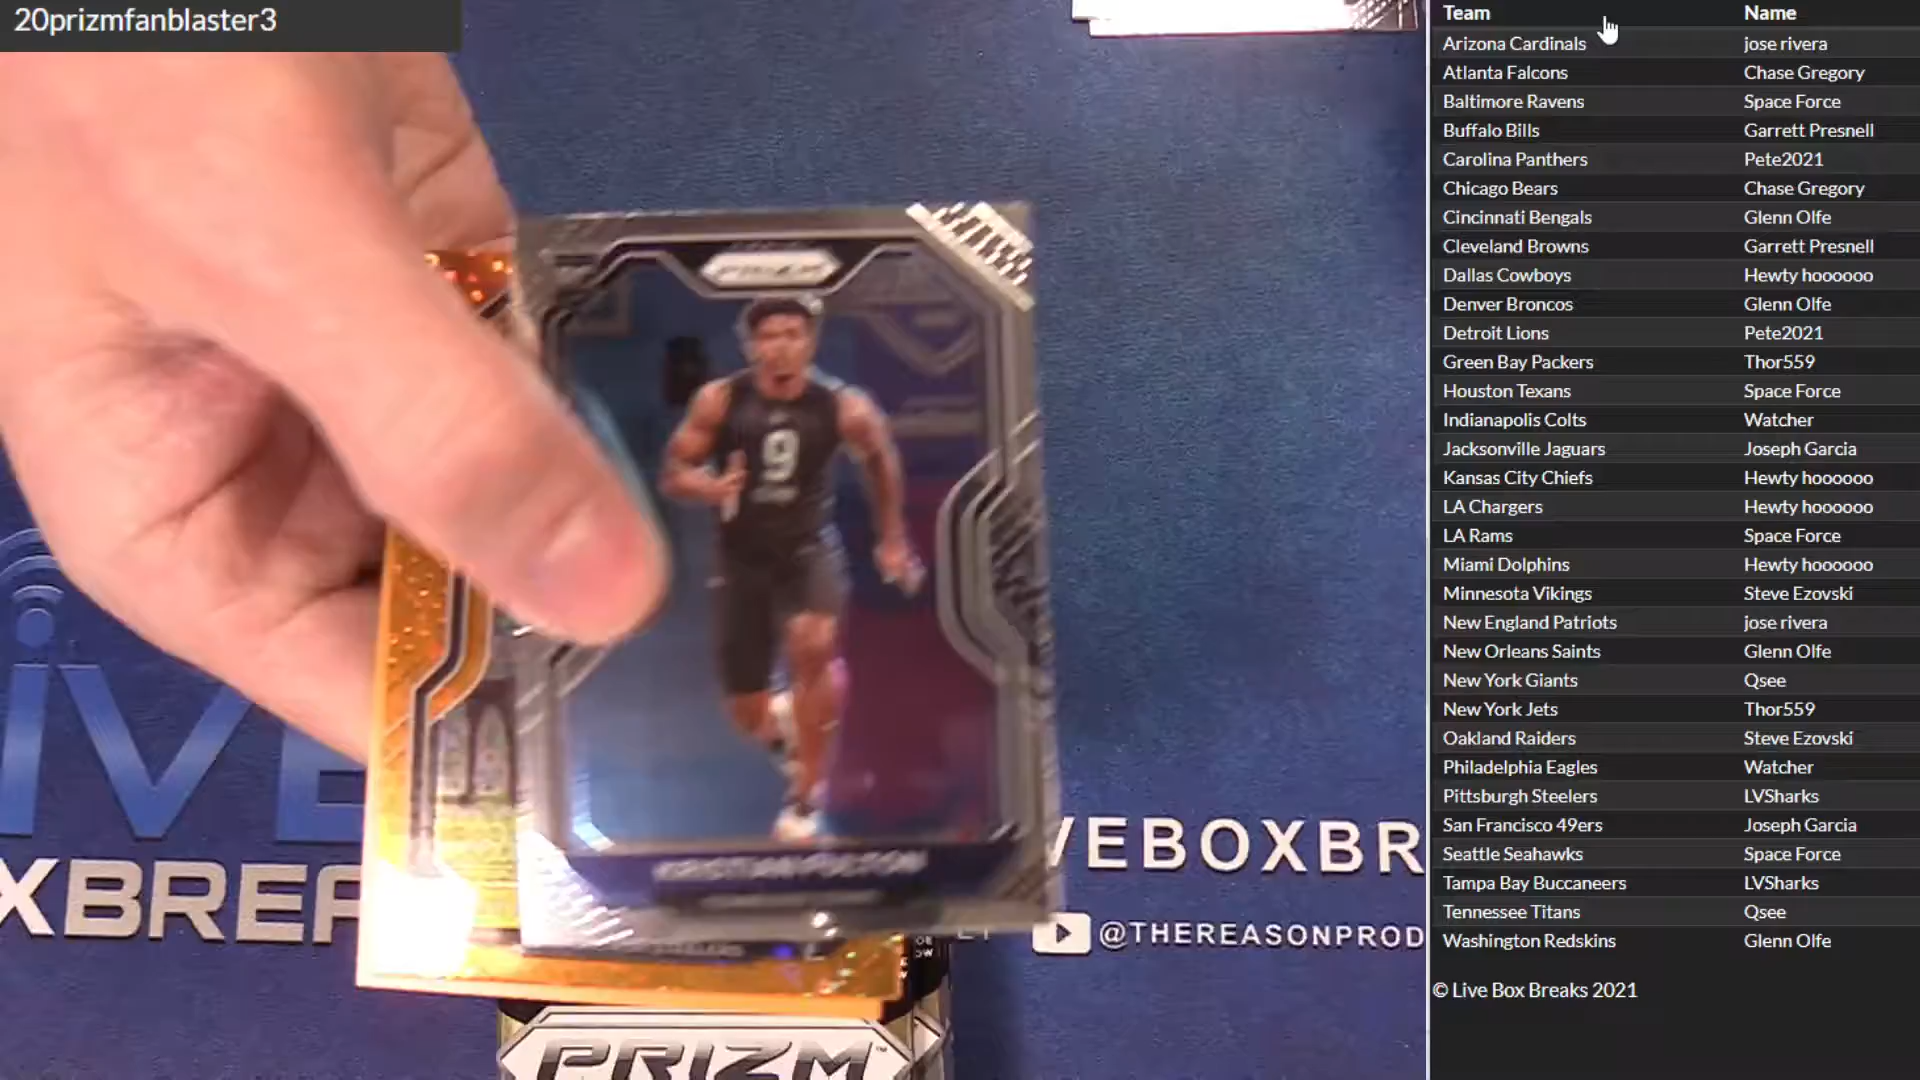 20prizmfanblaster3
Team Name
Arizona Cardinals jose rivera
Atlanta Falcons Chase Gregory
Baltimore Ravens Space Force
Buffalo Bills Garrett Presnell
Carolina Panthers Pete2021
Chicago Bears Chase Gregory
Cincinnati Bengals Glenn Olfe
Cleveland Browns Garrett Presnell
Dallas Cowboys Hewty hoooooo
Denver Broncos Glenn Olfe
Detroit Lions Pete2021
Green Bay Packers Thor559
Houston Texans Space Force
Indianapolis Colts Watcher
Jacksonville Jaguars Joseph Garcia
Kansas City Chiefs Hewty hoooooo
LA Chargers Hewty hoooooo
LA Rams Space Force
Miami Dolphins Hewty hoooooo
Minnesota Vikings Steve Ezovski
New England Patriots jose rivera
New Orleans Saints Glenn Olfe
New York Giants Qsee
New York Jets Thor559
Oakland Raiders Steve Ezovski
Philadelphia Eagles Watcher
Pittsburgh Steelers LVSharks
San Francisco 49ers Joseph Garcia
Seattle Seahawks Space Force
Tampa Bay Buccaneers LVSharks
Tennessee Titans Qsee
Washington Redskins Glenn Olfe
© Live Box Breaks 2021
PRIZM
9
KRISTIAN FULTON
IVE
XBREA
VEBOXBR
@THEREASONPROD
PRIZM™